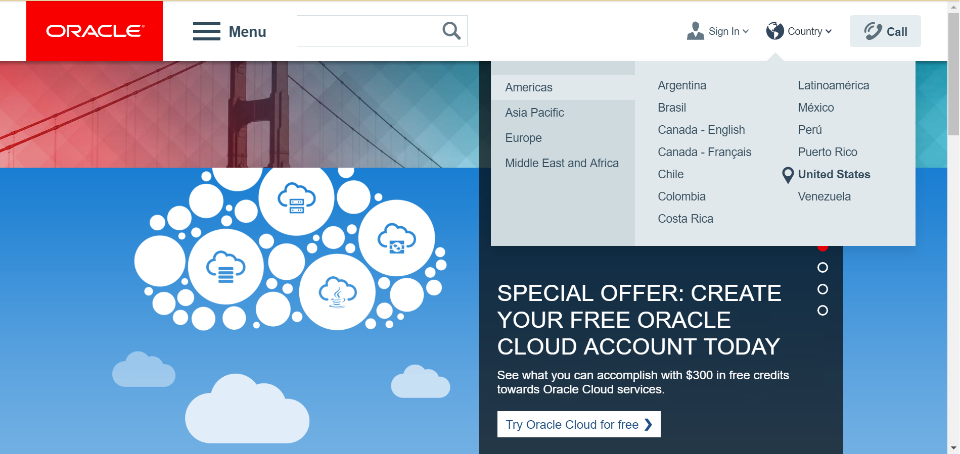 ORACLE
Menu
Sign In
Country
Call
Americas
Asia Pacific
Europe
Middle East and Africa
Argentina
Brasil
Canada - English
Canada - Français
Chile
Colombia
Costa Rica
Latinoamérica
México
Perú
Puerto Rico
United States
Venezuela
SPECIAL OFFER: CREATE
YOUR FREE ORACLE
CLOUD ACCOUNT TODAY
See what you can accomplish with $300 in free credits
towards Oracle Cloud services.
Try Oracle Cloud for free